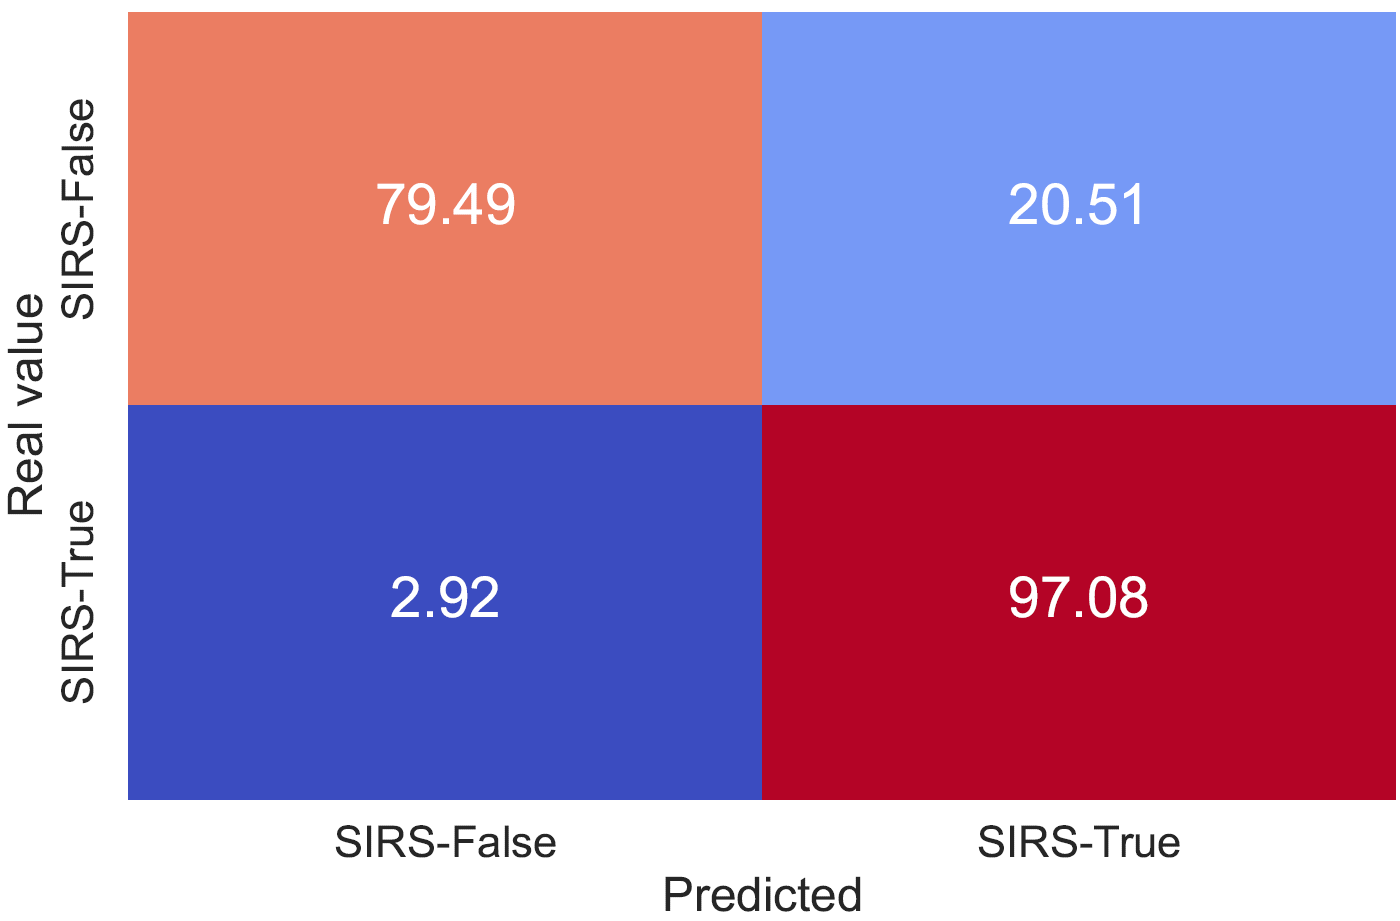 Real value
SIRS-False
79.49
20.51
SIRS-True
2.92
97.08
SIRS-False
SIRS-True
Predicted